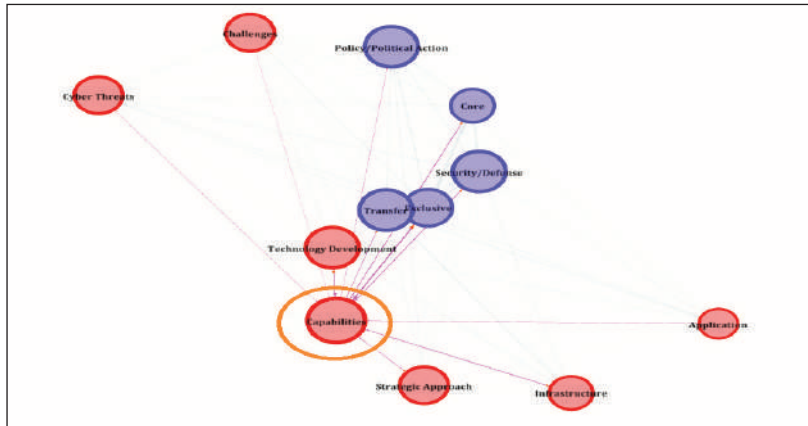 Challenges
Policy/Political Action
Cyber Threats
Core
Security/Defense
Transfer
Exclusive
Technology Development
Capabilities
Application
Strategic Approach
Infrastructure